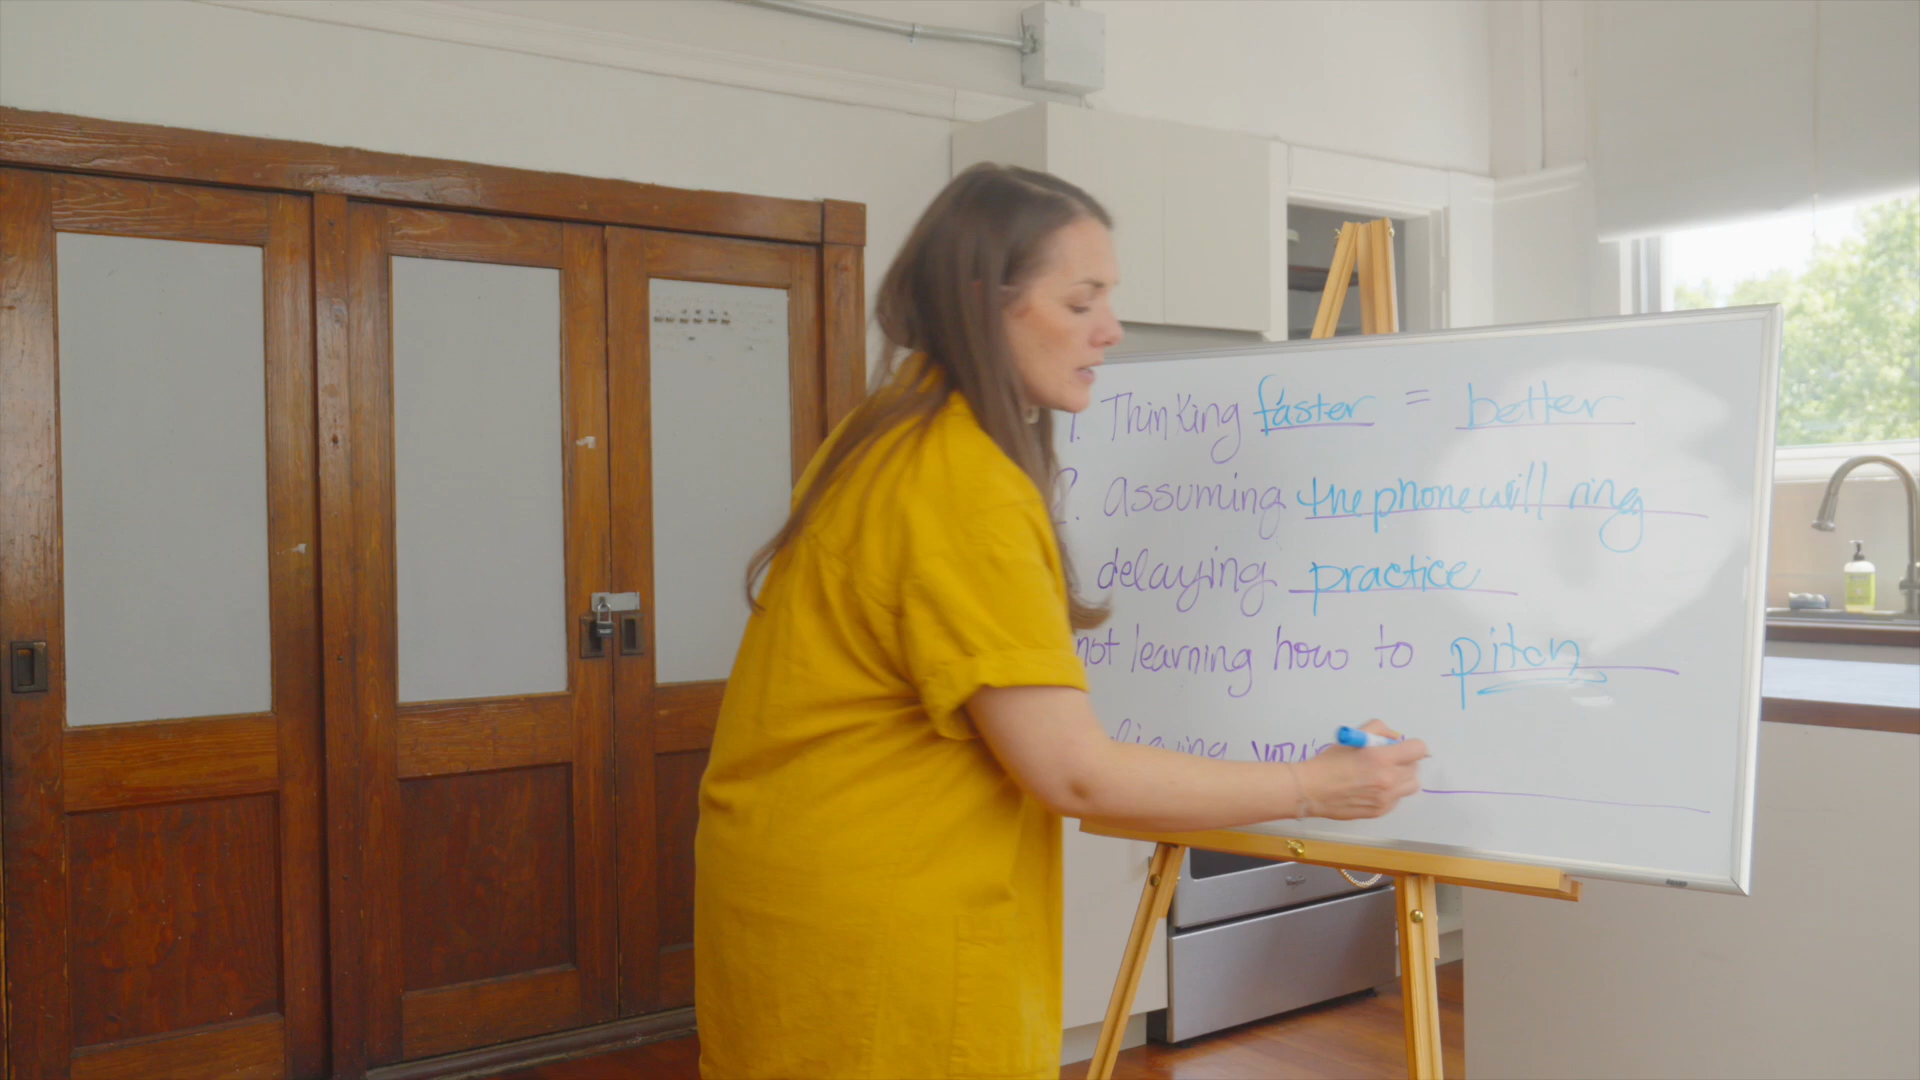 1. Thinking faster = better
2. assuming the phone will ring
delaying practice
not learning how to pitch